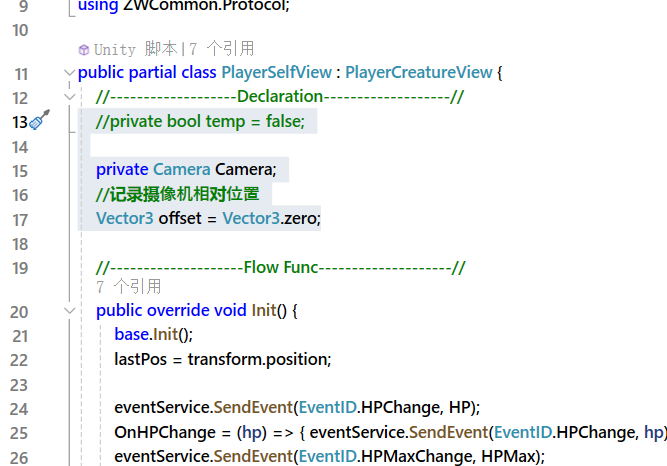 9 using ZWCommon.Protocol;
10
Unity 脚本|7 个引用
11 public partial class PlayerSelfView : PlayerCreatureView {
12 //-------------------Declaration-------------------//
13 //private bool temp = false;
14
15 private Camera Camera;
16 //记录摄像机相对位置
17 Vector3 offset = Vector3.zero;
18
19 //--------------------Flow Func--------------------//
7 个引用
20 public override void Init() {
21 base.Init();
22 lastPos = transform.position;
23
24 eventService.SendEvent(EventID.HPChange, HP);
25 OnHPChange = (hp) => { eventService.SendEvent(EventID.HPChange, hp)
26 eventService.SendEvent(EventID.HPMaxChange, HPMax);